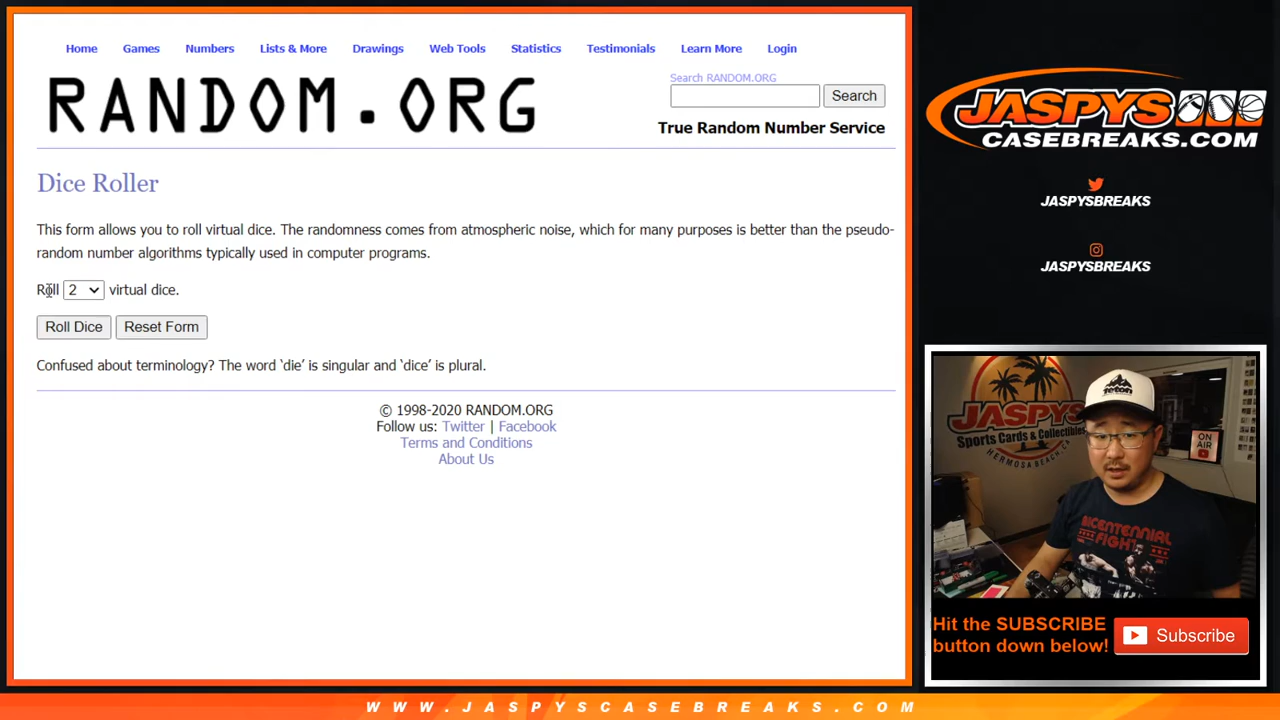 Home Games Numbers Lists & More Drawings Web Tools Statistics Testimonials Learn More Login
RANDOM.ORG
Search RANDOM.ORG
Search
True Random Number Service
Dice Roller
This form allows you to roll virtual dice. The randomness comes from atmospheric noise, which for many purposes is better than the pseudo-
random number algorithms typically used in computer programs.
Roll 2 virtual dice.
Roll Dice Reset Form
Confused about terminology? The word ‘die’ is singular and ‘dice’ is plural.
© 1998-2020 RANDOM.ORG
Follow us: Twitter | Facebook
Terms and Conditions
About Us
JASPYS
CASEBREAKS.COM
JASPYSBREAKS
JASPYSBREAKS
JASPYS
Sports Cards & Collectibles
HERMOSA BEACH, CA
ON
AIR
teton
BICENTENNIAL
FIGHT
Hit the SUBSCRIBE
button down below!
Subscribe
WWW.JASPYSCASEBREAKS.COM